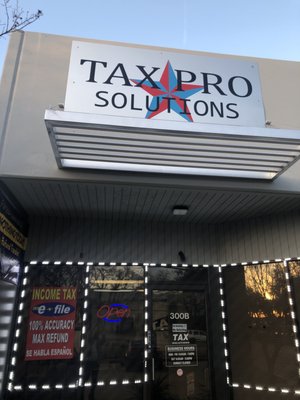 TAX PRO
SOLUTIONS
INCOME TAX
e-file
100% ACCURACY
MAX REFUND
SE HABLA ESPAÑOL
Open
300B
TAX
BUSINESS HOURS